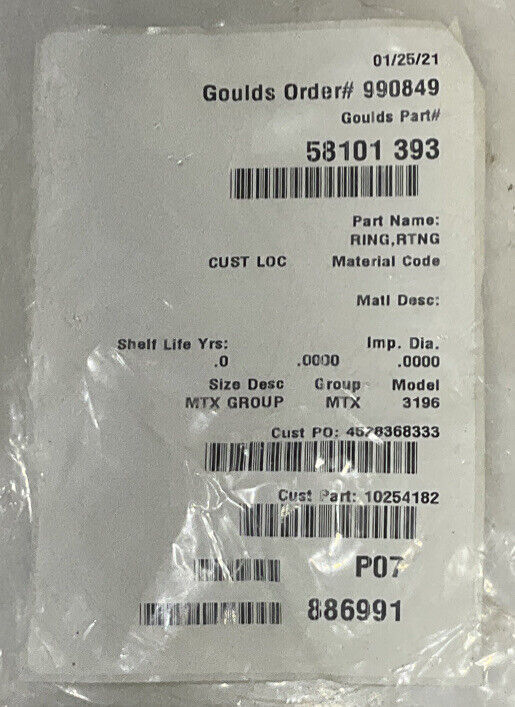 01/25/21
Goulds Order# 990849
Goulds Part#
58101 393
Part Name:
RING,RTNG
CUST LOC Material Code
Matl Desc:
Shelf Life Yrs: Imp. Dia.
.0 .0000 .0000
Size Desc Group Model
MTX GROUP MTX 3196
Cust PO: 4528368333
Cust Part: 10254182
P07
886991